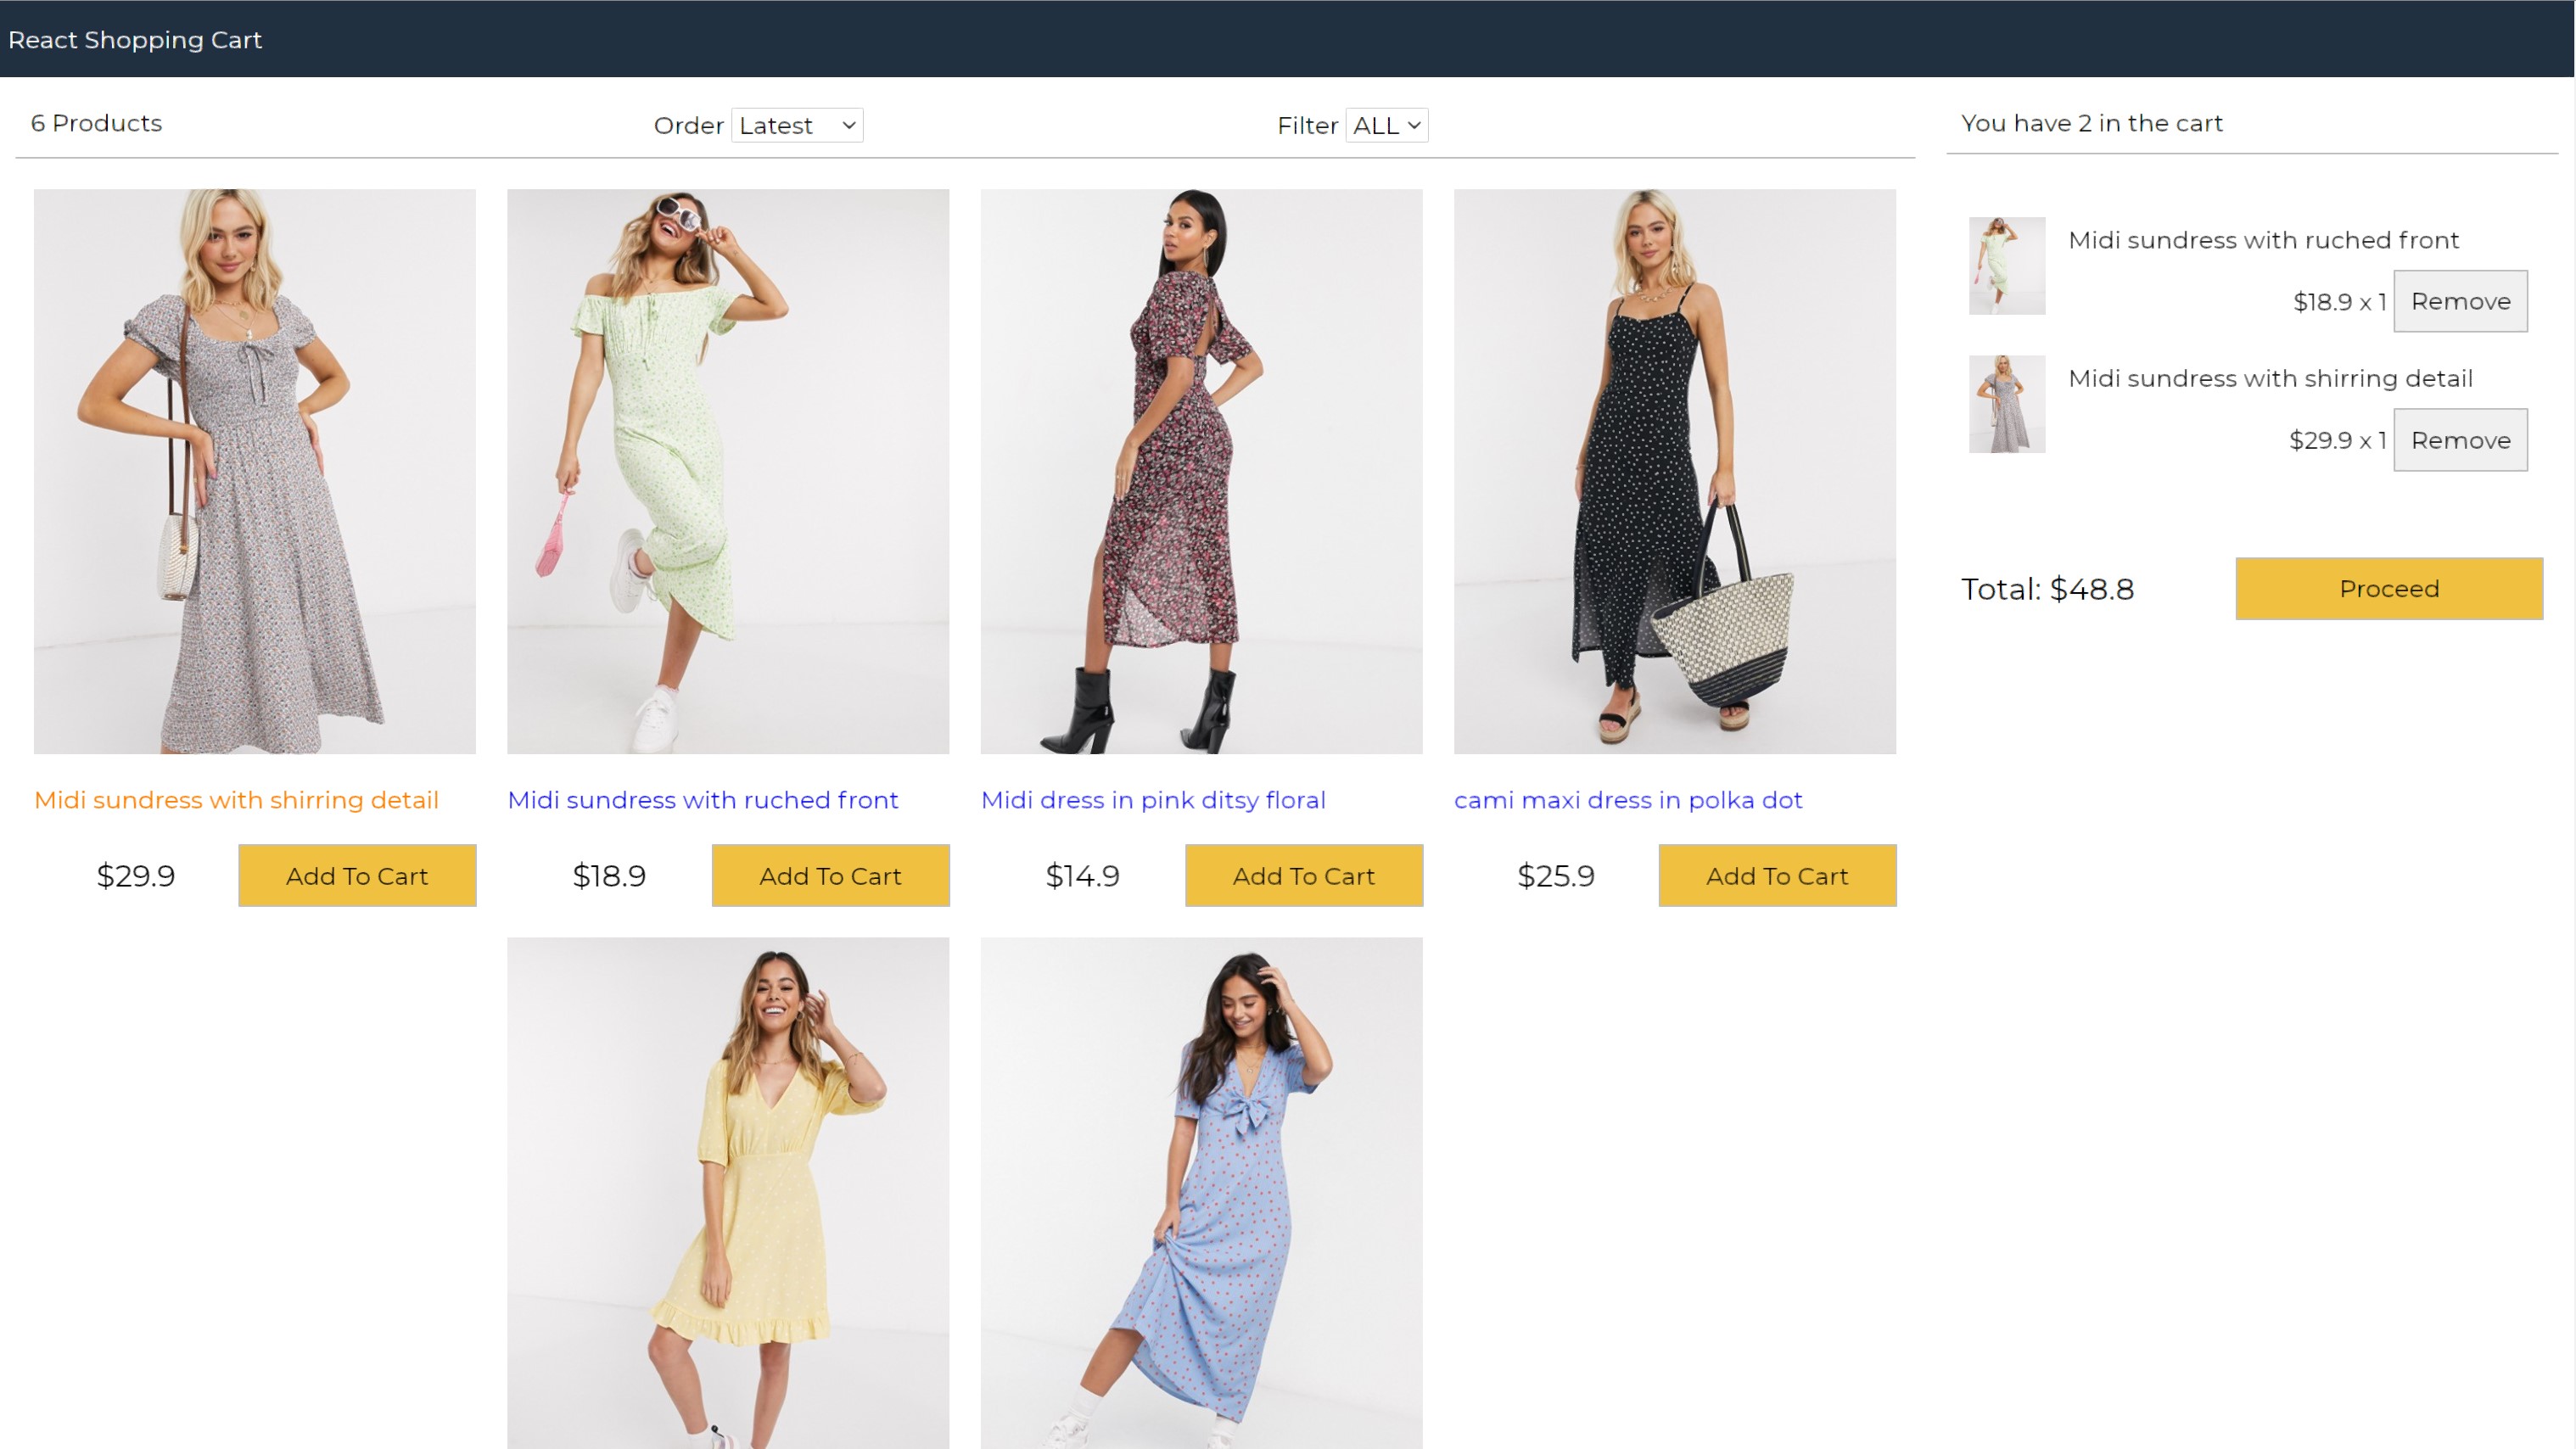 React Shopping Cart
6 Products
Order Latest
Filter ALL
You have 2 in the cart
Midi sundress with ruched front
$18.9 x 1 Remove
Midi sundress with shirring detail
$29.9 x 1 Remove
Total: $48.8 Proceed
Midi sundress with shirring detail
$29.9 Add To Cart
Midi sundress with ruched front
$18.9 Add To Cart
Midi dress in pink ditsy floral
$14.9 Add To Cart
cami maxi dress in polka dot
$25.9 Add To Cart